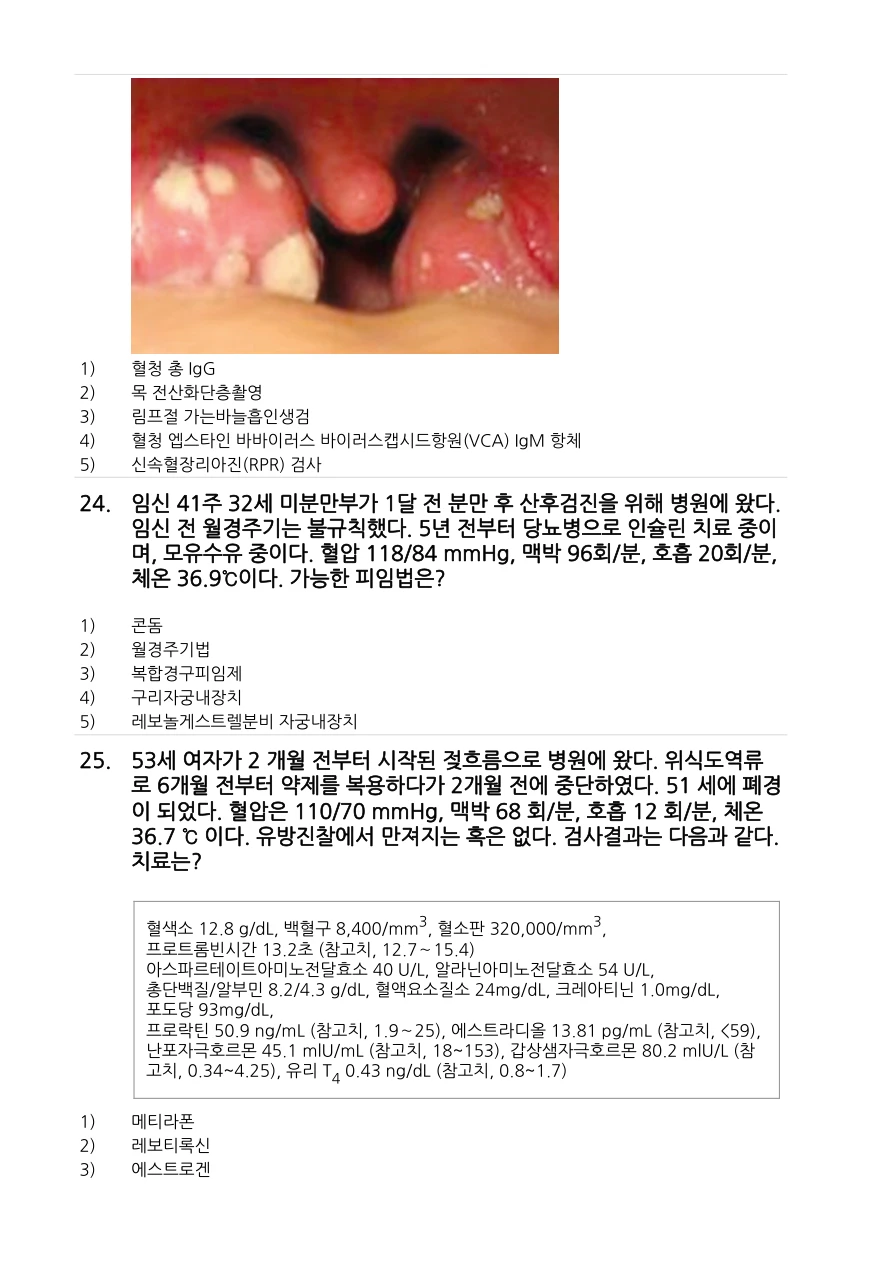 1) 혈청 총 IgG
2) 목 전산화단층촬영
3) 림프절 가는바늘흡인생검
4) 혈청 엡스타인 바바이러스 바이러스캡시드항원(VCA) IgM 항체
5) 신속혈장리아진(RPR) 검사
24. 임신 41주 32세 미분만부가 1달 전 분만 후 산후검진을 위해 병원에 왔다.
임신 전 월경주기는 불규칙했다. 5년 전부터 당뇨병으로 인슐린 치료 중이
며, 모유수유 중이다. 혈압 118/84 mmHg, 맥박 96회/분, 호흡 20회/분,
체온 36.9℃이다. 가능한 피임법은?
1) 콘돔
2) 월경주기법
3) 복합경구피임제
4) 구리자궁내장치
5) 레보놀게스트렐분비 자궁내장치
25. 53세 여자가 2 개월 전부터 시작된 젖흐름으로 병원에 왔다. 위식도역류
로 6개월 전부터 약제를 복용하다가 2개월 전에 중단하였다. 51 세에 폐경
이 되었다. 혈압은 110/70 mmHg, 맥박 68 회/분, 호흡 12 회/분, 체온
36.7 ℃ 이다. 유방진찰에서 만져지는 혹은 없다. 검사결과는 다음과 같다.
치료는?
혈색소 12.8 g/dL, 백혈구 8,400/mm³, 혈소판 320,000/mm³,
프로트롬빈시간 13.2초 (참고치, 12.7~15.4)
아스파르테이트아미노전달효소 40 U/L, 알라닌아미노전달효소 54 U/L,
총단백질/알부민 8.2/4.3 g/dL, 혈액요소질소 24mg/dL, 크레아티닌 1.0mg/dL,
포도당 93mg/dL,
프로락틴 50.9 ng/mL (참고치, 1.9~25), 에스트라디올 13.81 pg/mL (참고치, <59),
난포자극호르몬 45.1 mIU/mL (참고치, 18~153), 갑상샘자극호르몬 80.2 mIU/L (참
고치, 0.34~4.25), 유리 T₄ 0.43 ng/dL (참고치, 0.8~1.7)
1) 메티라폰
2) 레보티록신
3) 에스트로겐